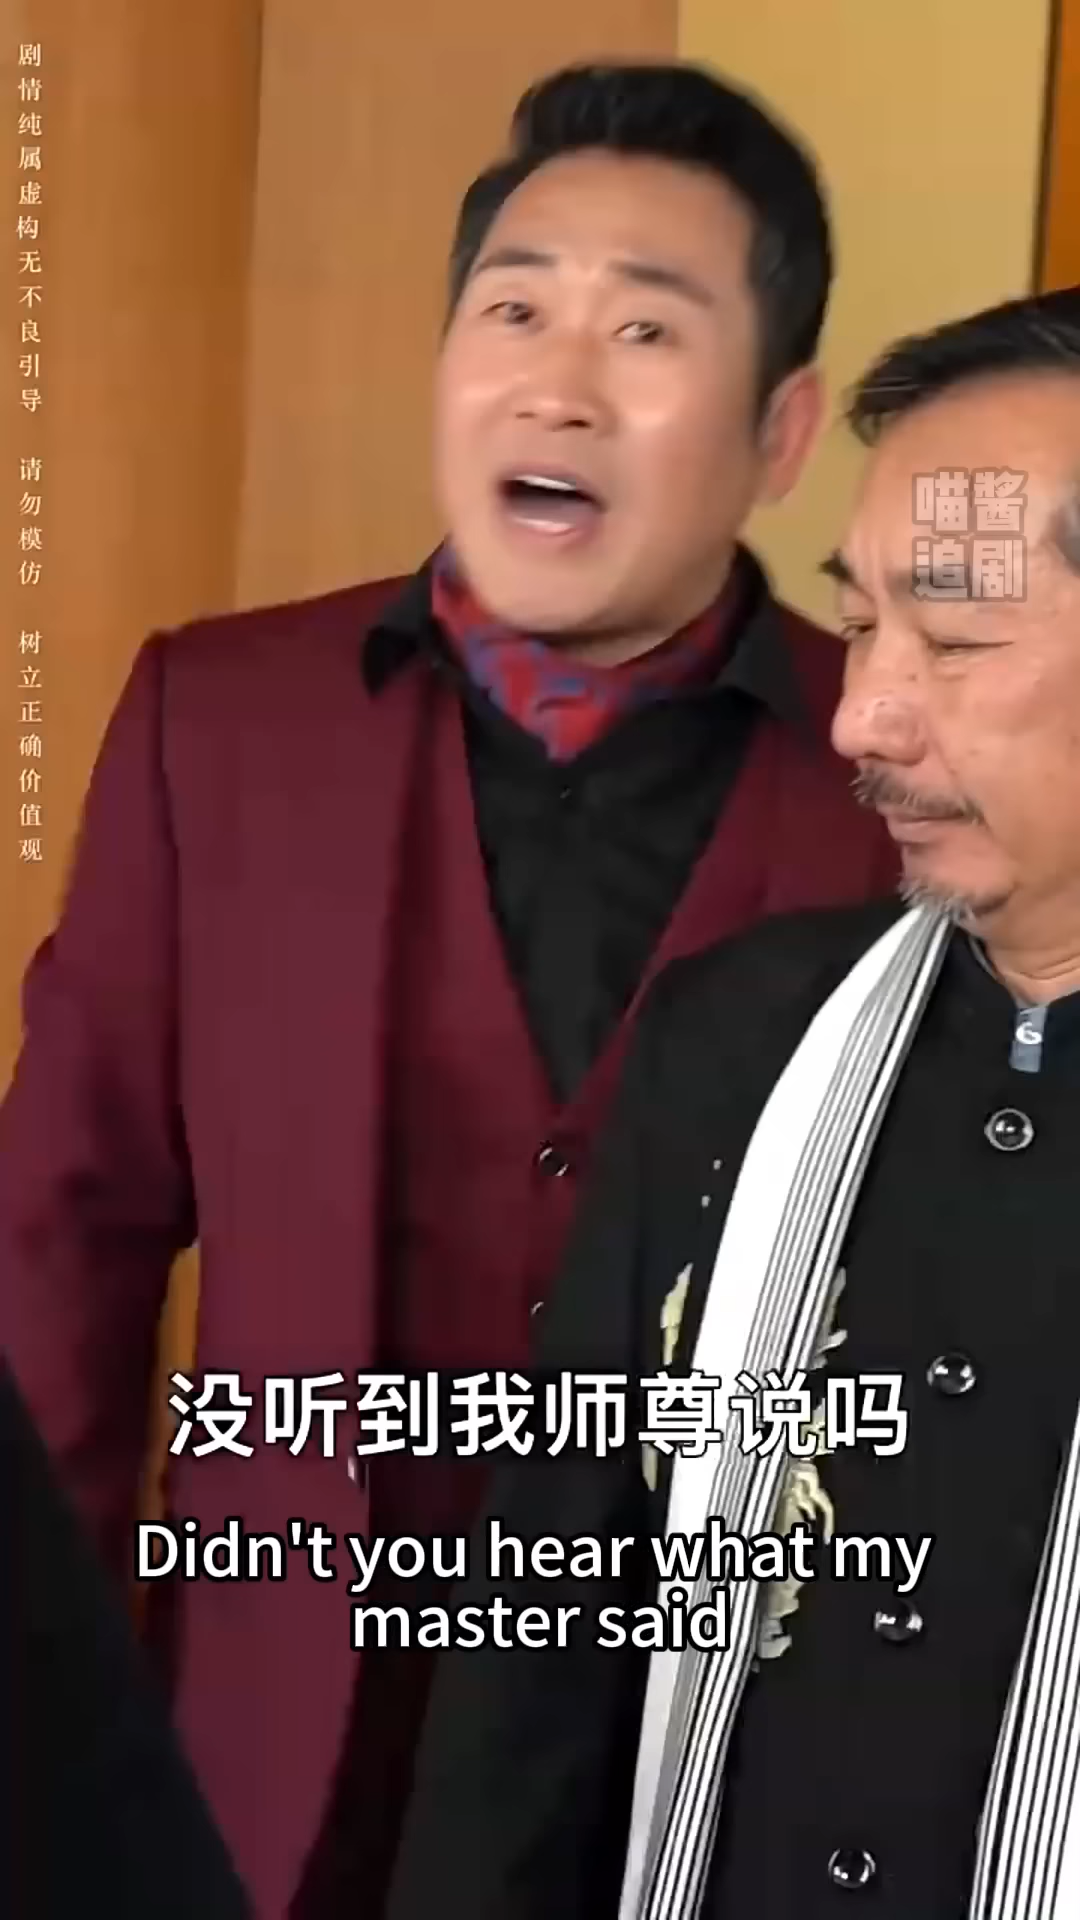 剧情纯属虚构无不良引导 请勿模仿 树立正确价值观
喵酱
追剧
没听到我师尊说吗
Didn't you hear what my
master said